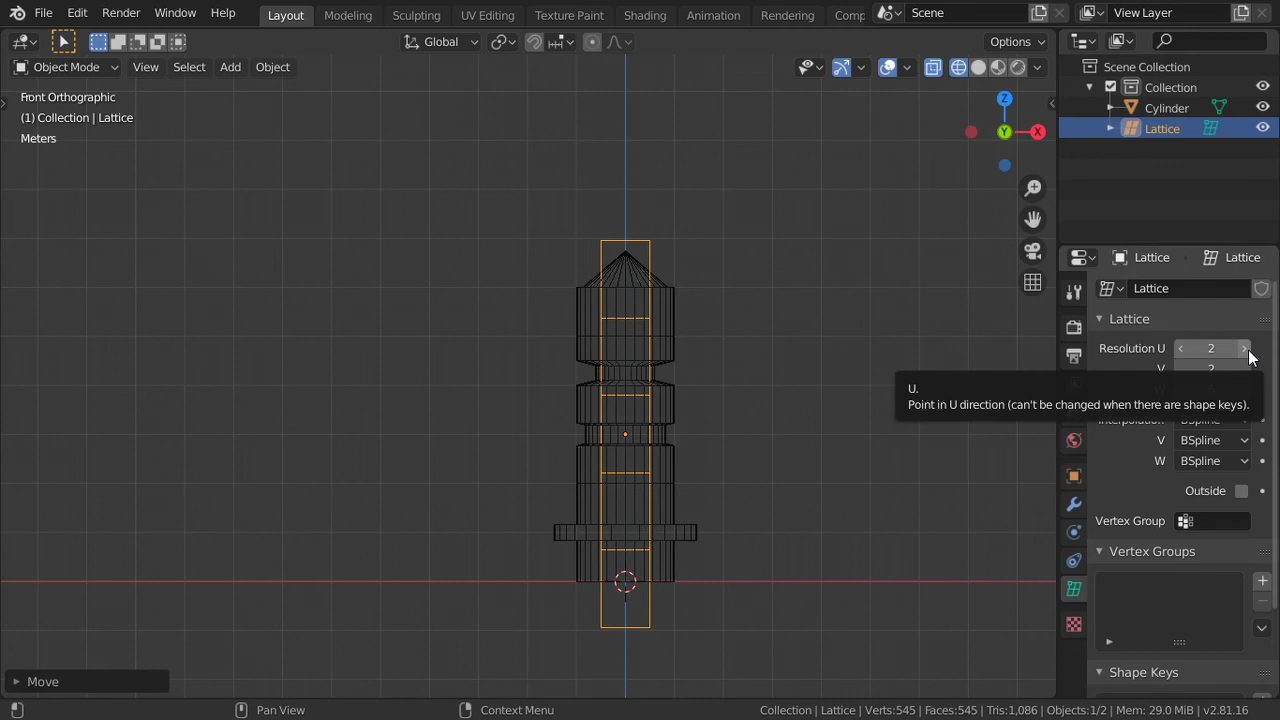 File Edit Render Window Help Layout Modeling Sculpting UV Editing Texture Paint Shading Animation Rendering Comp Scene View Layer
Global Options
Object Mode View Select Add Object
Front Orthographic
(1) Collection | Lattice
Meters
Z
Y
X
Scene Collection
Collection
Cylinder
Lattice
Lattice Lattice
Lattice
Lattice
Resolution U 2
V 2
U.
Point in U direction (can't be changed when there are shape keys).
BSpline
V BSpline
W BSpline
Outside
Vertex Group
Vertex Groups
Shape Keys
Move
Pan View Context Menu Collection | Lattice | Verts:545 | Faces:545 | Tris:1,086 | Objects:1/2 | Mem: 29.0 MiB | v2.81.16